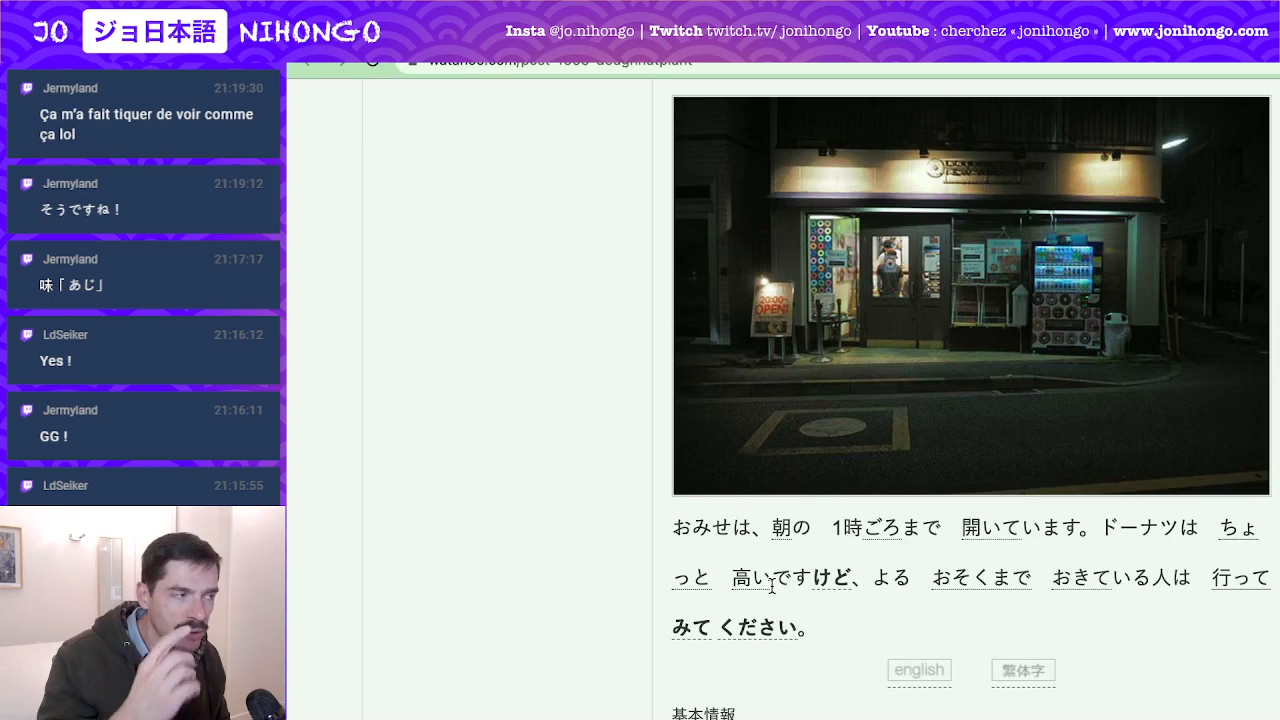 JO ジョ日本語 NIHONGO
Insta @jo.nihongo | Twitch twitch.tv/ jonihongo | Youtube : cherchez « jonihongo » | www.jonihongo.com
Jermyland 21:19:30
Ça m’a fait tiquer de voir comme
ça lol
Jermyland 21:19:12
そうですね！
Jermyland 21:17:17
味「あじ」
LdSeiker 21:16:12
Yes !
Jermyland 21:16:11
GG !
LdSeiker 21:15:55
20:00~
OPEN!
おみせは、朝の 1時ごろまで 開いています。ドーナツは ちょ
っと 高いですけど、よる おそくまで おきている人は 行って
みて ください。
english 繁体字
基本情報